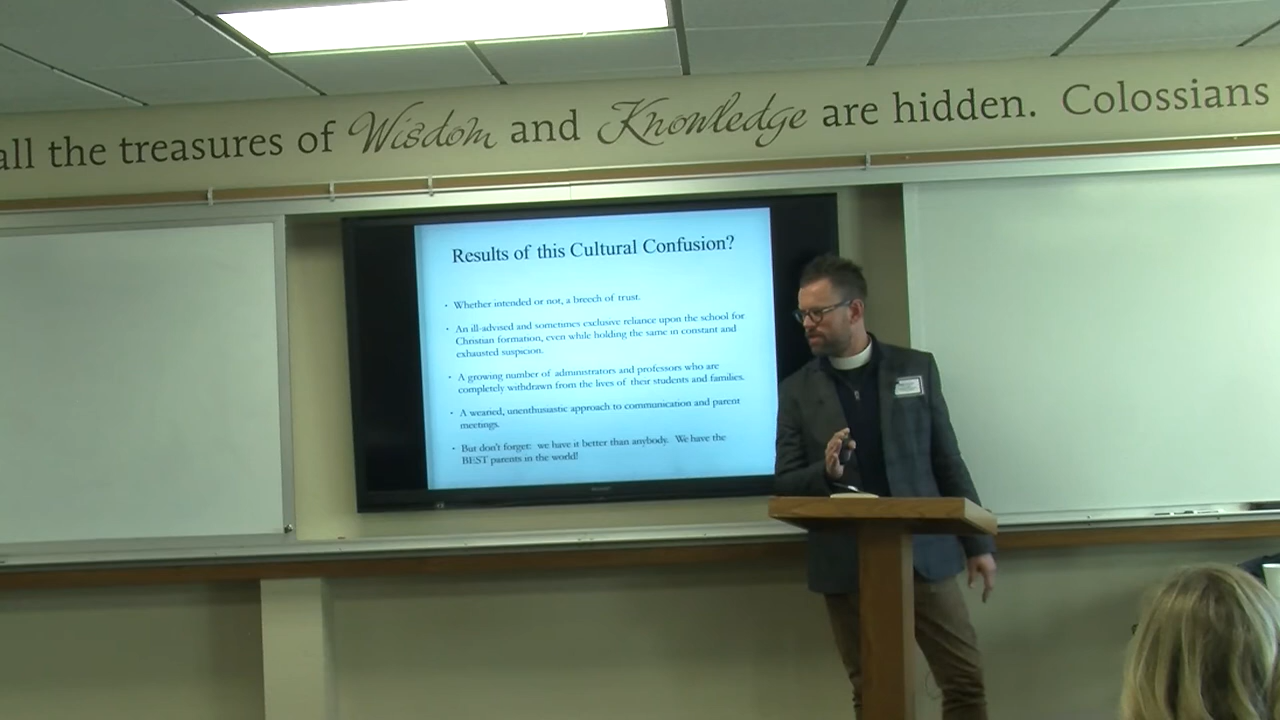 all the treasures of Wisdom and Knowledge are hidden. Colossians
Results of this Cultural Confusion?
• Whether intended or not, a breech of trust.
• An ill-advised and sometimes exclusive reliance upon the school for
Christian formation, even while holding the same in constant and
exhausted suspicion.
• A growing number of administrators and professors who are
completely withdrawn from the lives of their students and families.
• A wearied, unenthusiastic approach to communication and parent
meetings.
• But don't forget: we have it better than anybody. We have the
BEST parents in the world!